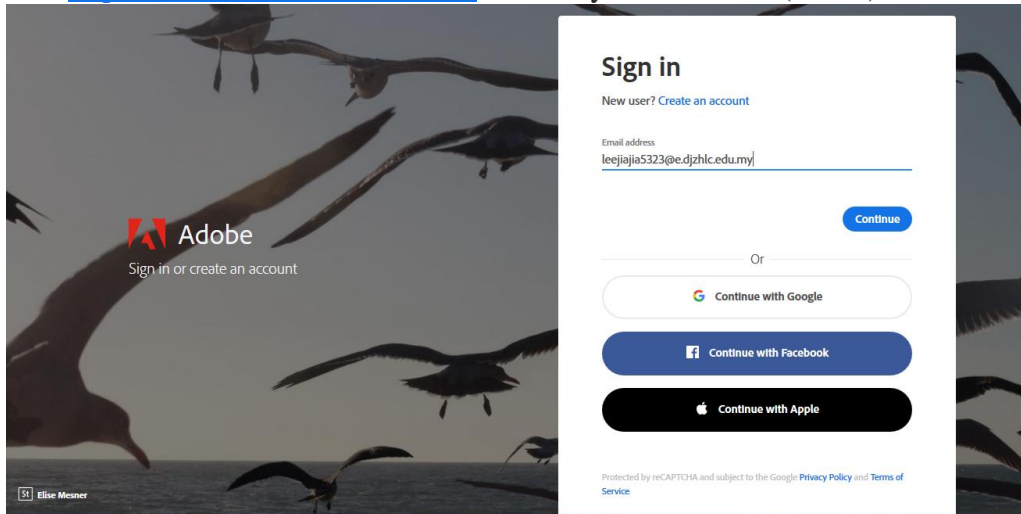 Sign in
New user? Create an account
Email address
leejiajia5323@e.djzhlc.edu.my
Continue
Or
Continue with Google
Continue with Facebook
Continue with Apple
Protected by reCAPTCHA and subject to the Google Privacy Policy and Terms of
Service.
Adobe
Sign in or create an account
St Elise Mesner